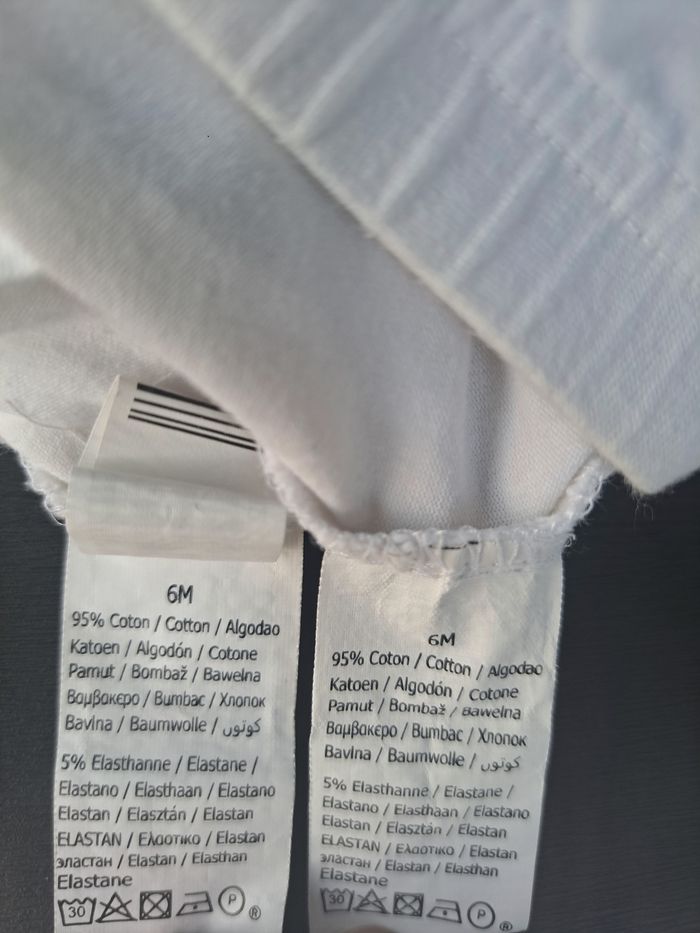 6M
95% Coton / Cotton / Algodao
Katoen / Algodón / Cotone
Pamut / Bombaž / Bawełna
Βαμβακερο / Bumbac / Хлопок
Bavlna / Baumwolle / كوتون
5% Elasthanne / Elastane /
Elastano / Elasthaan / Elastano
Elastan / Elasztán / Elastan
ELASTAN / Ελαστικο / Elastan
эластан / Elastan / Elasthan
Elastane
30 P ®
6M
95% Coton / Cotton / Algodao
Katoen / Algodón / Cotone
Pamut / Bombaž / Bawełna
Βαμβακερο / Bumbac / Хлопок
Bavlna / Baumwolle / كوتون
5% Elasthanne / Elastane /
Elastano / Elasthaan / Elastano
Elastan / Elasztán / Elastan
ELASTAN / Ελαστικο / Elastan
эластан / Elastan / Elasthan
Elastane
30 P ®